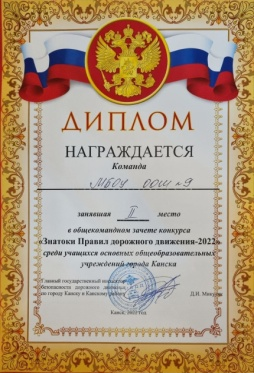 ДИПЛОМ
НАГРАЖДАЕТСЯ
Команда
МБОУ ООШ №9
занявшая II место
в общекомандном зачете конкурса
«Знатоки Правил дорожного движения-2022»
среди учащихся основных общеобразовательных
учреждений города Канска
Главный государственный инспектор
безопасности дорожного движения
по городу Канску и Канскому району
Канск, 2022 год